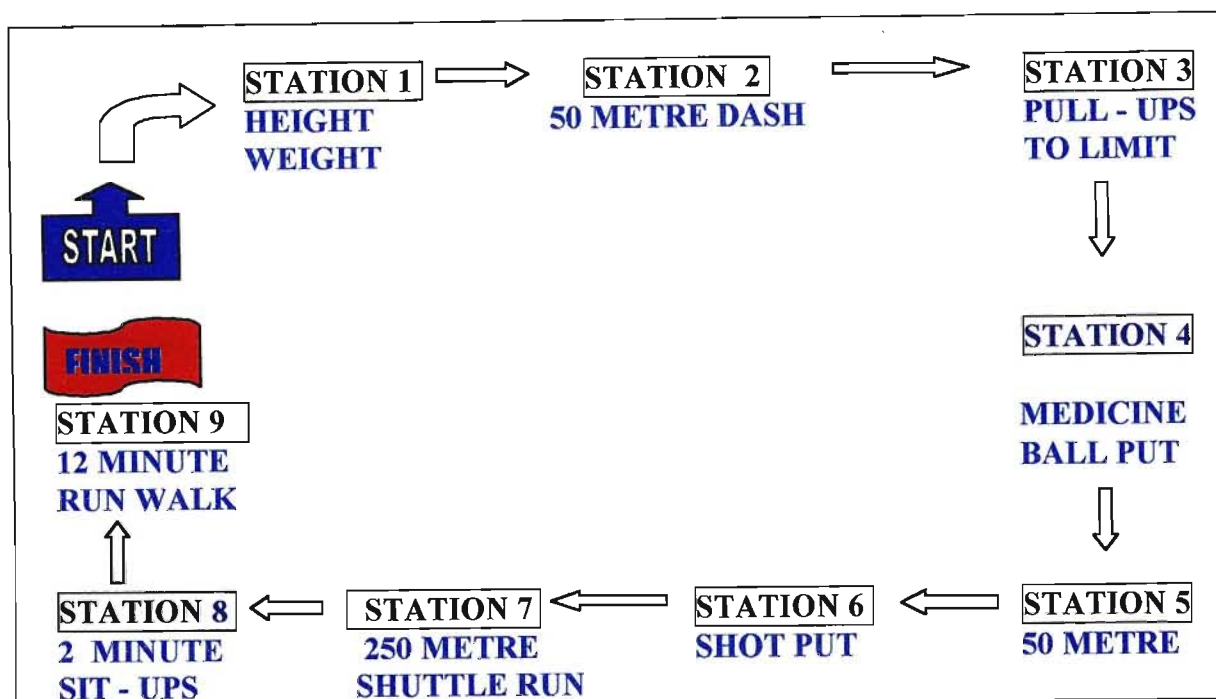 START
STATION 1
HEIGHT
WEIGHT
STATION 2
50 METRE DASH
STATION 3
PULL - UPS
TO LIMIT
STATION 4
MEDICINE
BALL PUT
STATION 5
50 METRE
STATION 6
SHOT PUT
STATION 7
250 METRE
SHUTTLE RUN
STATION 8
2 MINUTE
SIT - UPS
STATION 9
12 MINUTE
RUN WALK
FINISH